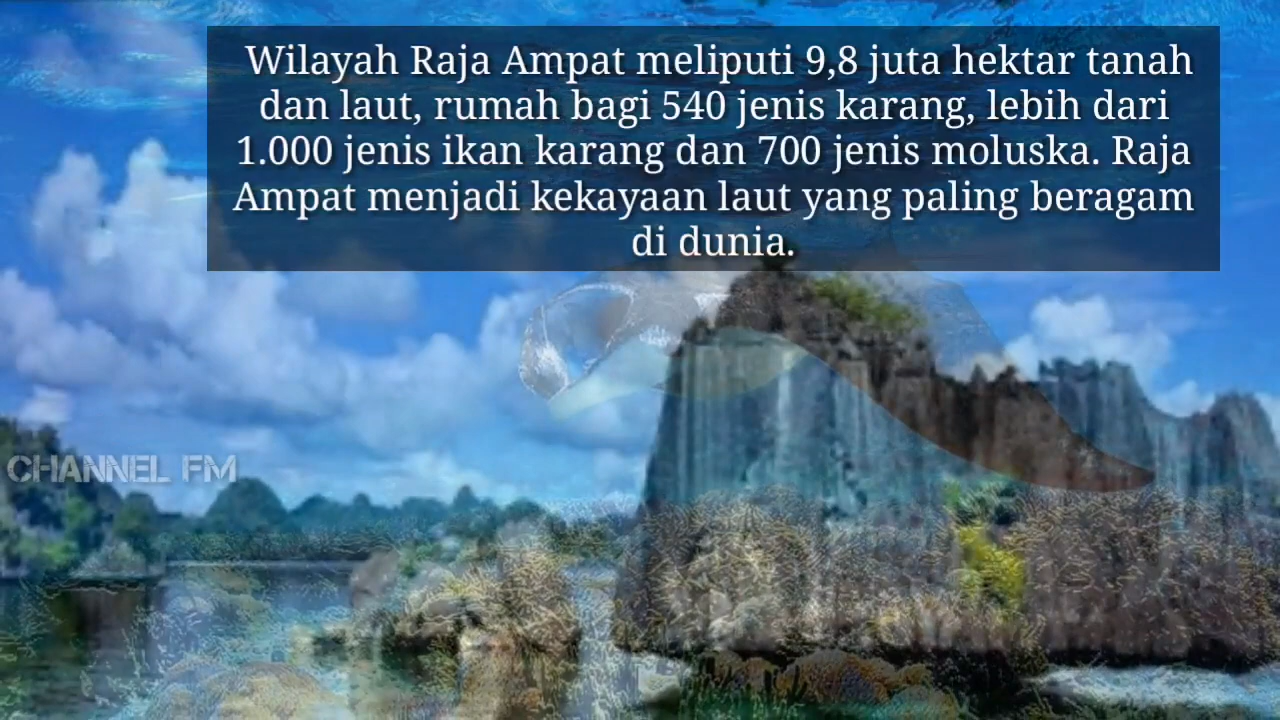 Wilayah Raja Ampat meliputi 9,8 juta hektar tanah
dan laut, rumah bagi 540 jenis karang, lebih dari
1.000 jenis ikan karang dan 700 jenis moluska. Raja
Ampat menjadi kekayaan laut yang paling beragam
di dunia.
CHANNEL FM